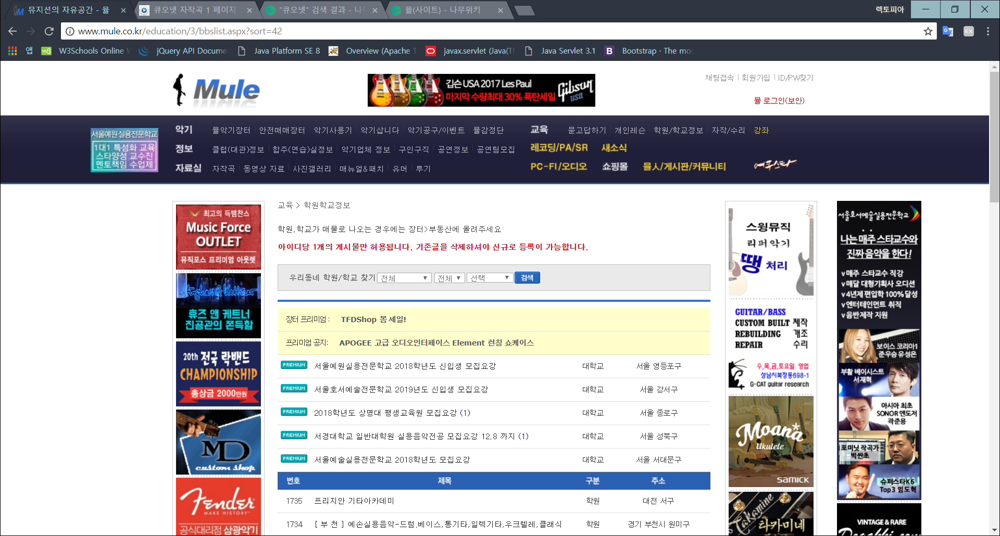 뮤지션의 자유공간 - 뮬
큐오넷 자작곡 1 페이지
"큐오넷" 검색 결과 - 나무
뮬(사이트) - 나무위키
렉토피아
www.mule.co.kr/education/3/bbslist.aspx?sort=42
앱
W3Schools Online
jQuery API Docume
Java Platform SE 8
Overview (Apache T
javax.servlet (Java(T
Java Servlet 3.1
Bootstrap · The mos
Mule
깁슨 USA 2017 Les Paul
마지막 수량최대 30% 폭탄세일
Gibson
usa
채팅접속 | 회원가입 | ID/PW찾기
뮬 로그인(보안)
서울예원실용전문학교
1대1 특성화 교육
스타양성 교수진
멘토책임 수업제
악기 뮬악기장터 안전매매장터 악기사용기 악기삽니다 악기공구/이벤트 뮬감정단
교육 묻고답하기 개인레슨 학원/학교정보 자작/수리 강좌
정보 클럽(대관)정보 합주(연습)실정보 악기업체 정보 구인구직 공연정보 공연팀모집
레코딩/PA/SR 새소식
자료실 자작곡 동영상 자료 사진갤러리 매뉴얼&패치 유머 투기
PC-FI/오디오 쇼핑몰 뮬人/게시판/커뮤니티
최고의 득템찬스
Music Force
OUTLET
뮤직포스 프리미엄 아웃렛
Hughes & Kettner
휴즈 앤 케트너
진공관의 쫀득함
20th 전국 락밴드
CHAMPIONSHIP
총상금 2000만원
MD
custom shop
Fender
MAKE HISTORY™
공식대리점 삼광악기
교육 > 학원학교정보
학원,학교가 매물로 나오는 경우에는 장터>부동산에 올려주세요
아이디당 1개의 게시물만 허용됩니다. 기존글을 삭제하셔야 신규로 등록이 가능합니다.
우리동네 학원/학교 찾기 전체 전체 선택 검색
장터 프리미엄 : TFDShop 봄 세일!
프리미엄 공지: APOGEE 고급 오디오인터페이스 Element 런칭 쇼케이스
PREMIUM 서울예원실용전문학교 2018학년도 신입생 모집요강 대학교 서울 영등포구
PREMIUM 서울호서예술전문학교 2019년도 신입생 모집요강 대학교 서울 강서구
PREMIUM 2018학년도 상명대 평생교육원 모집요강 (1) 대학교 서울 종로구
PREMIUM 서경대학교 일반대학원 실용음악전공 모집요강 12.8 까지 (1) 대학교 서울 성북구
PREMIUM 서울예술실용전문학교 2018학년도 모집요강 대학교 서울 서대문구
번호 제목 구분 주소
1735 프리지안 기타아카데미 학원 대전 서구
1734 [ 부 천 ] 예손실용음악-드럼,베이스,통기타,일렉기타,우크렐레,클래식 학원 경기 부천시 원미구
스윙뮤직
리퍼악기
땡 처리
GUITAR/BASS
CUSTOM BUILT 제작
REBUILDING 개조
REPAIR 수리
수,목,금,토요일 영업
성남시복정동698-1
G-CAT guitar research
Moana
Ukulele
SAMICK
Takamine
타카미네
서울호서예술실용전문학교
나는 매주 스타교수와
진짜 음악을 한다!
v 매주 스타교수 직강
v 매달 대형기획사 오디션
v 4년제 편입학 100% 달성
v 엔터테인먼트 취직
v 음반제작 지원
보이스 코리아1
준우승 유성은
부활 베이시스트
서재혁
아시아 최초
SONOR 엔도저
곽준용
포미닛 작곡가
빅싼초
슈퍼스타K6
Top3 임도혁
VINTAGE & RARE